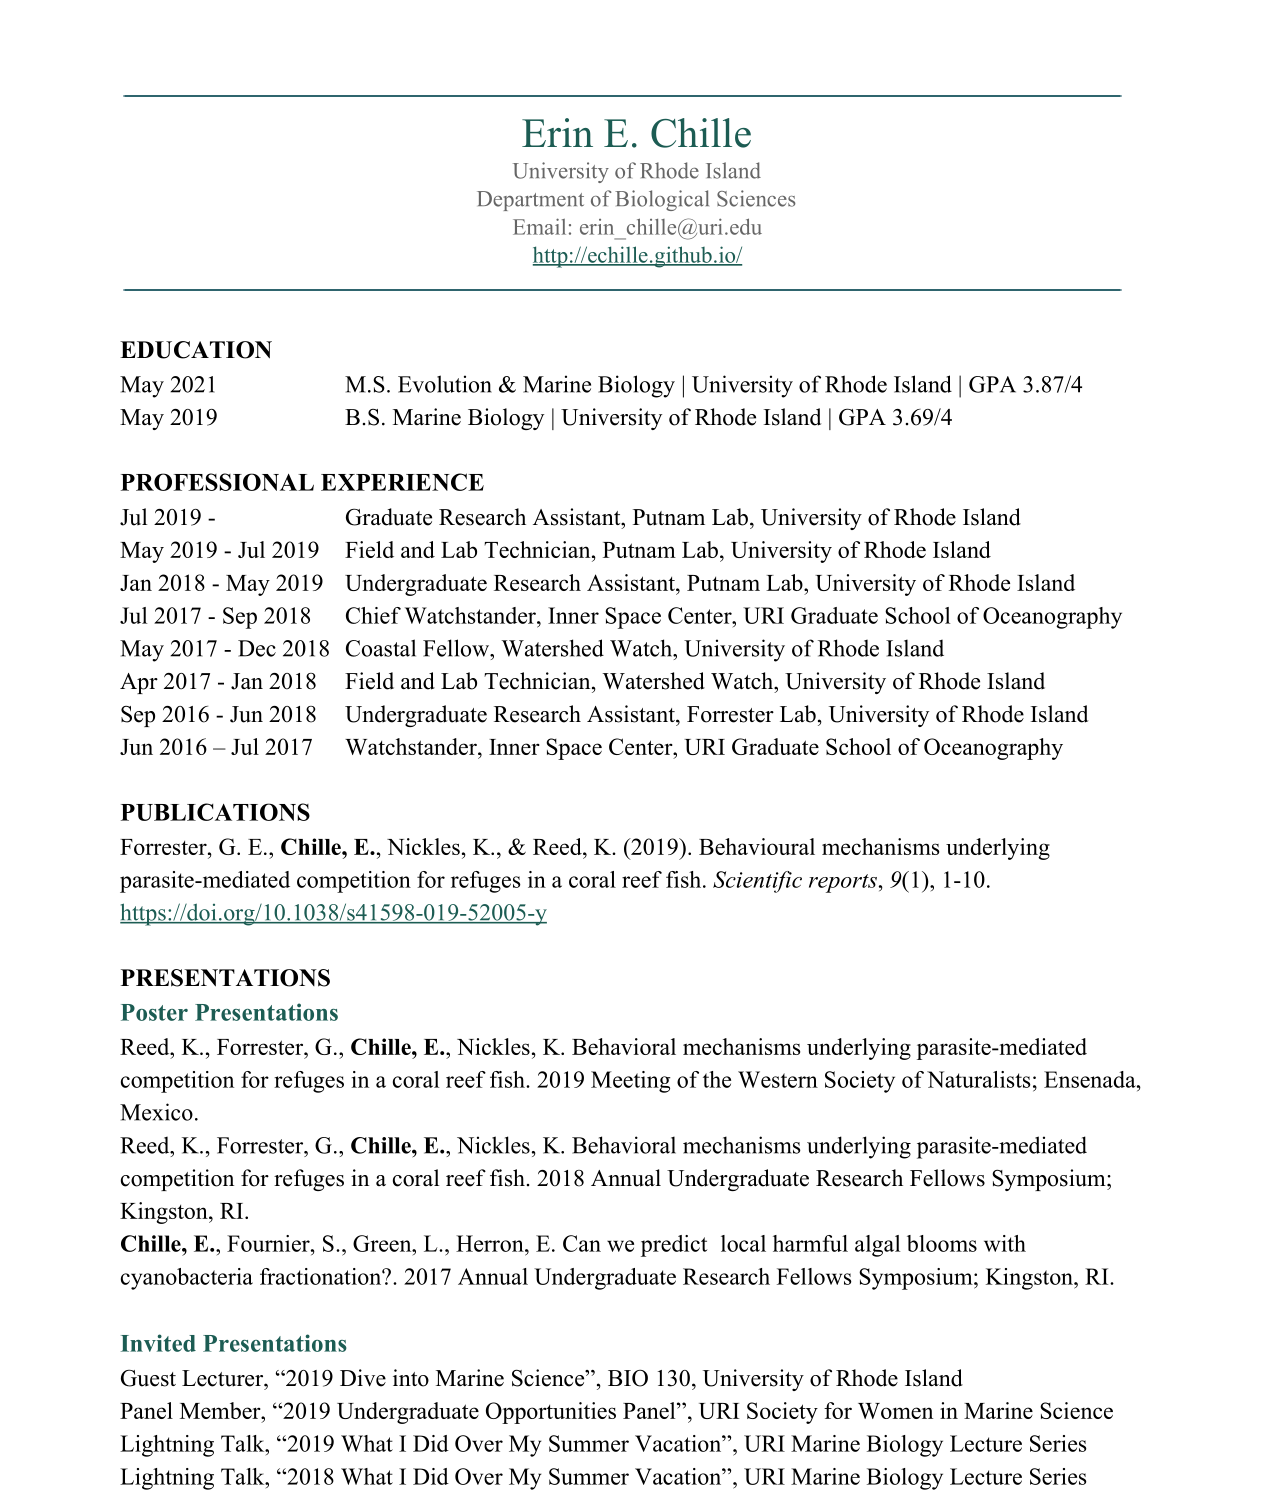 Erin E. Chille
University of Rhode Island
Department of Biological Sciences
Email: erin_chille@uri.edu
http://echille.github.io/
EDUCATION
May 2021 M.S. Evolution & Marine Biology | University of Rhode Island | GPA 3.87/4
May 2019 B.S. Marine Biology | University of Rhode Island | GPA 3.69/4
PROFESSIONAL EXPERIENCE
Jul 2019 - Graduate Research Assistant, Putnam Lab, University of Rhode Island
May 2019 - Jul 2019 Field and Lab Technician, Putnam Lab, University of Rhode Island
Jan 2018 - May 2019 Undergraduate Research Assistant, Putnam Lab, University of Rhode Island
Jul 2017 - Sep 2018 Chief Watchstander, Inner Space Center, URI Graduate School of Oceanography
May 2017 - Dec 2018 Coastal Fellow, Watershed Watch, University of Rhode Island
Apr 2017 - Jan 2018 Field and Lab Technician, Watershed Watch, University of Rhode Island
Sep 2016 - Jun 2018 Undergraduate Research Assistant, Forrester Lab, University of Rhode Island
Jun 2016 – Jul 2017 Watchstander, Inner Space Center, URI Graduate School of Oceanography
PUBLICATIONS
Forrester, G. E., Chille, E., Nickles, K., & Reed, K. (2019). Behavioural mechanisms underlying
parasite-mediated competition for refuges in a coral reef fish. Scientific reports, 9(1), 1-10.
https://doi.org/10.1038/s41598-019-52005-y
PRESENTATIONS
Poster Presentations
Reed, K., Forrester, G., Chille, E., Nickles, K. Behavioral mechanisms underlying parasite-mediated
competition for refuges in a coral reef fish. 2019 Meeting of the Western Society of Naturalists; Ensenada,
Mexico.
Reed, K., Forrester, G., Chille, E., Nickles, K. Behavioral mechanisms underlying parasite-mediated
competition for refuges in a coral reef fish. 2018 Annual Undergraduate Research Fellows Symposium;
Kingston, RI.
Chille, E., Fournier, S., Green, L., Herron, E. Can we predict  local harmful algal blooms with
cyanobacteria fractionation?. 2017 Annual Undergraduate Research Fellows Symposium; Kingston, RI.
Invited Presentations
Guest Lecturer, “2019 Dive into Marine Science”, BIO 130, University of Rhode Island
Panel Member, “2019 Undergraduate Opportunities Panel”, URI Society for Women in Marine Science
Lightning Talk, “2019 What I Did Over My Summer Vacation”, URI Marine Biology Lecture Series
Lightning Talk, “2018 What I Did Over My Summer Vacation”, URI Marine Biology Lecture Series